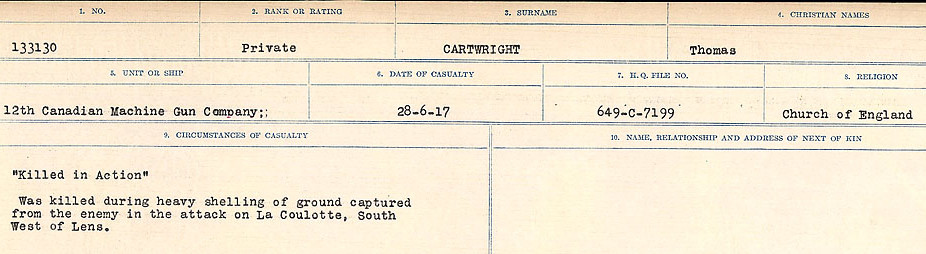 1. NO. 2. RANK OR RATING 3. SURNAME 4. CHRISTIAN NAMES
133130 Private CARTWRIGHT Thomas
5. UNIT OR SHIP 6. DATE OF CASUALTY 7. H.Q. FILE NO. 8. RELIGION
12th Canadian Machine Gun Company;: 28-6-17 649-C-7199 Church of England
9. CIRCUMSTANCES OF CASUALTY 10. NAME, RELATIONSHIP AND ADDRESS OF NEXT OF KIN
"Killed in Action"
Was killed during heavy shelling of ground captured
from the enemy in the attack on La Coulotte, South
West of Lens.